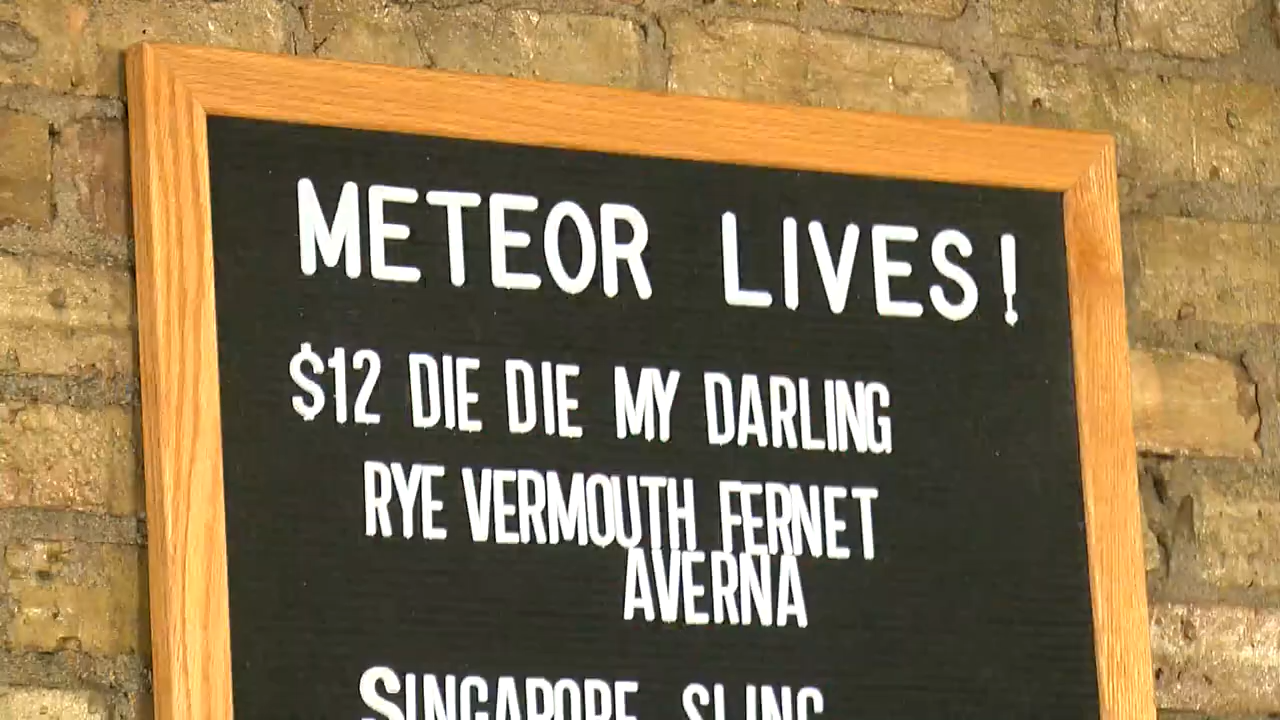 METEOR LIVES!
$12 DIE DIE MY DARLING
RYE VERMOUTH FERNET
AVERNA
SINGAPORE SLING